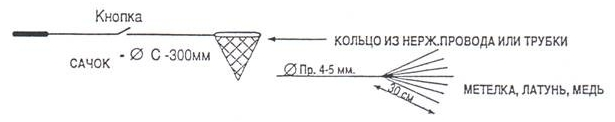 Кнопка
САЧОК
- Ø С -300мм
КОЛЬЦО ИЗ НЕРЖ.ПРОВОДА ИЛИ ТРУБКИ
Ø Пр. 4-5 мм.
30 см
МЕТЕЛКА, ЛАТУНЬ, МЕДЬ